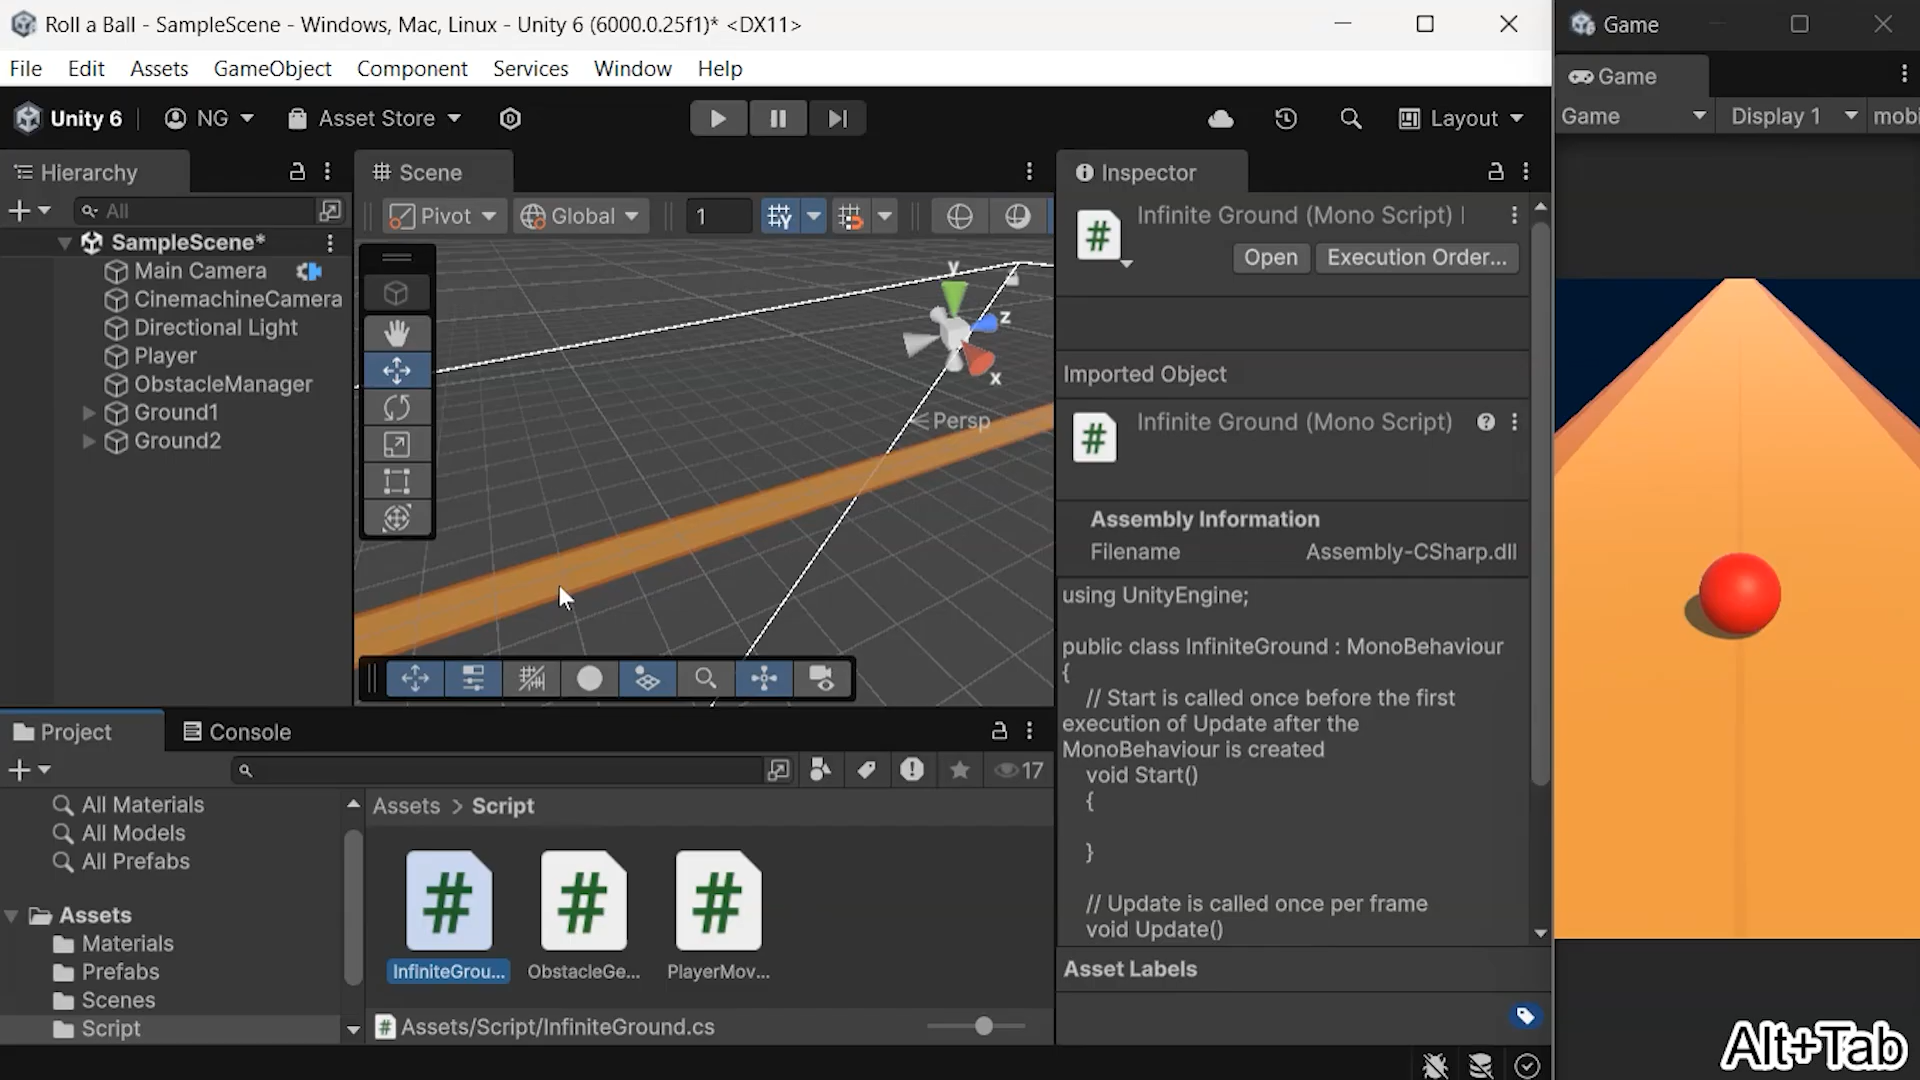 Roll a Ball - SampleScene - Windows, Mac, Linux - Unity 6 (6000.0.25f1)* <DX11>
File Edit Assets GameObject Component Services Window Help
Unity 6 NG Asset Store Layout
Hierarchy
All
SampleScene*
Main Camera
CinemachineCamera
Directional Light
Player
ObstacleManager
Ground1
Ground2
Scene
Pivot Global 1
y
z
x
Persp
Inspector
Infinite Ground (Mono Script) I
Open Execution Order...
Imported Object
Infinite Ground (Mono Script)
Assembly Information
Filename Assembly-CSharp.dll
using UnityEngine;
public class InfiniteGround : MonoBehaviour
{
// Start is called once before the first
execution of Update after the
MonoBehaviour is created
void Start()
{
}
// Update is called once per frame
void Update()
Asset Labels
Project Console
17
All Materials
All Models
All Prefabs
Assets
Materials
Prefabs
Scenes
Script
Assets > Script
InfiniteGrou...
ObstacleGe...
PlayerMov...
Assets/Script/InfiniteGround.cs
Game
Game
Game Display 1 mobi
Alt+Tab